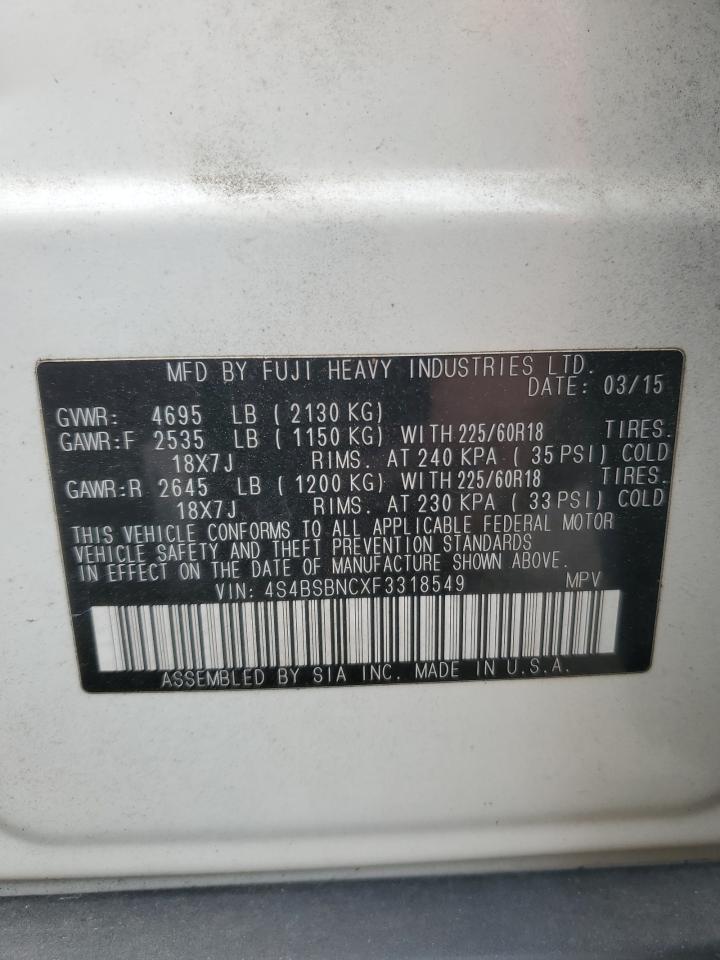 MFD BY FUJI HEAVY INDUSTRIES LTD.
DATE: 03/15
GVWR: 4695 LB ( 2130 KG)
GAWR:F 2535 LB ( 1150 KG) WITH 225/60R18 TIRES.
18X7J RIMS. AT 240 KPA ( 35 PSI) COLD
GAWR:R 2645 LB ( 1200 KG) WITH 225/60R18 TIRES.
18X7J RIMS. AT 230 KPA ( 33 PSI) COLD
THIS VEHICLE CONFORMS TO ALL APPLICABLE FEDERAL MOTOR
VEHICLE SAFETY AND THEFT PREVENTION STANDARDS
IN EFFECT ON THE DATE OF MANUFACTURE SHOWN ABOVE.
VIN: 4S4BSBNCXF3318549 MPV
ASSEMBLED BY SIA INC. MADE IN U.S.A.